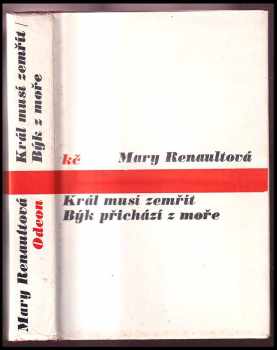 Mary Renaultová
Odeon
Král musí zemřít /
Býk z moře
kč
Mary Renaultová
Král musí zemřít
Býk přichází z moře